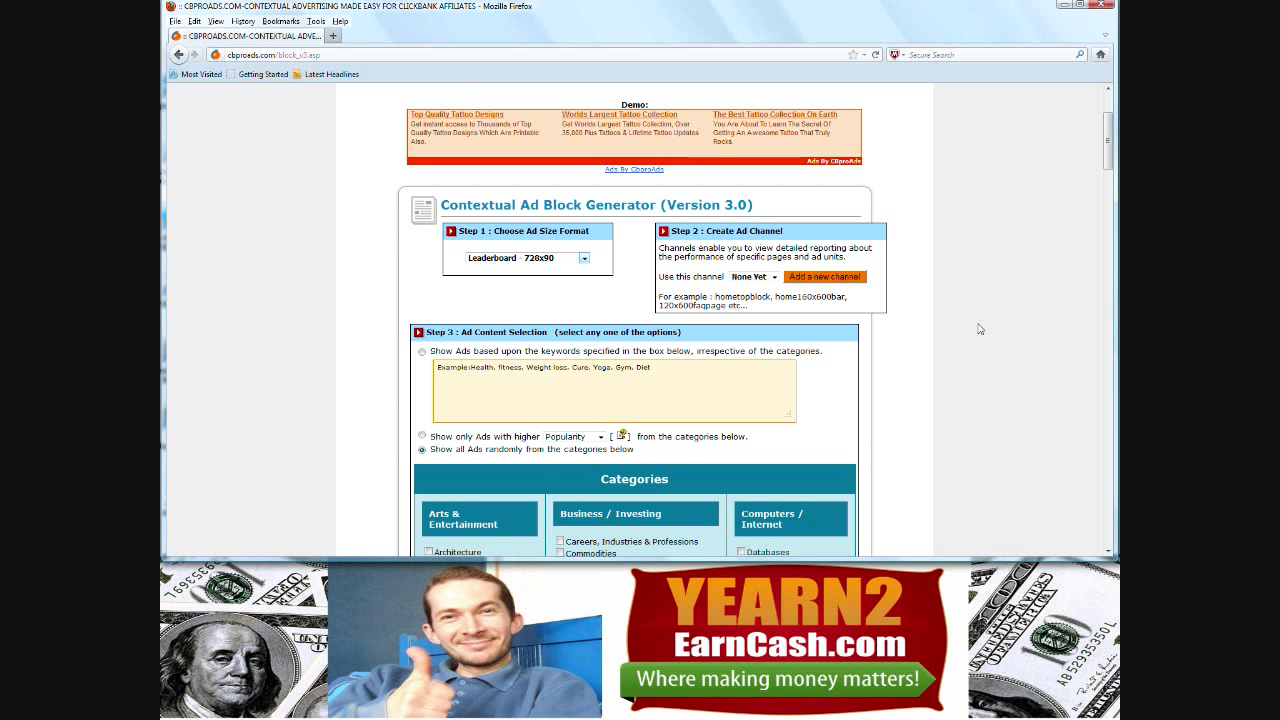 :: CBPROADS.COM-CONTEXTUAL ADVERTISING MADE EASY FOR CLICKBANK AFFILIATES - Mozilla Firefox
File Edit View History Bookmarks Tools Help
:: CBPROADS.COM-CONTEXTUAL ADVE...
cbproads.com/block_v3.asp
Secure Search
Most Visited Getting Started Latest Headlines
Demo:
Top Quality Tattoo Designs
Get instant access to Thousands of Top
Quality Tattoo Designs Which Are Printable
Also.
Worlds Largest Tattoo Collection
Get Worlds Largest Tattoo Collection, Over
35,000 Plus Tattoos & Lifetime Tattoo Updates
The Best Tattoo Collection On Earth
You Are About To Learn The Secret Of
Getting An Awesome Tattoo That Truly
Rocks.
Ads By CBproAds
Ads By CbproAds
Contextual Ad Block Generator (Version 3.0)
Step 1 : Choose Ad Size Format
Leaderboard - 728x90
Step 2 : Create Ad Channel
Channels enable you to view detailed reporting about
the performance of specific pages and ad units.
Use this channel None Yet Add a new channel
For example : hometopblock, home160x600bar,
120x600faqpage etc...
Step 3 : Ad Content Selection (select any one of the options)
Show Ads based upon the keywords specified in the box below, irrespective of the categories.
Example:Health, fitness, Weight loss, Cure, Yoga, Gym, Diet
Show only Ads with higher Popularity [ ? ] from the categories below.
Show all Ads randomly from the categories below
Categories
Arts &
Entertainment
Architecture
Business / Investing
Careers, Industries & Professions
Commodities
Computers /
Internet
Databases
YEARN2
EarnCash.com
Where making money matters!